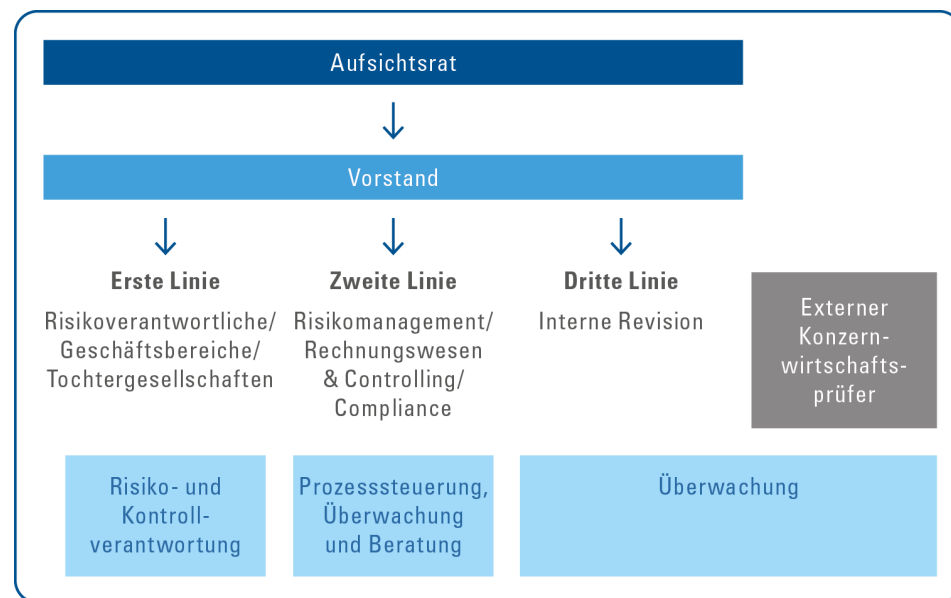 Aufsichtsrat
Vorstand
Erste Linie
Risikoverantwortliche/
Geschäftsbereiche/
Tochtergesellschaften
Zweite Linie
Risikomanagement/
Rechnungswesen
& Controlling/
Compliance
Dritte Linie
Interne Revision
Externer
Konzern-
wirtschafts-
prüfer
Risiko- und
Kontroll-
verantwortung
Prozesssteuerung,
Überwachung
und Beratung
Überwachung